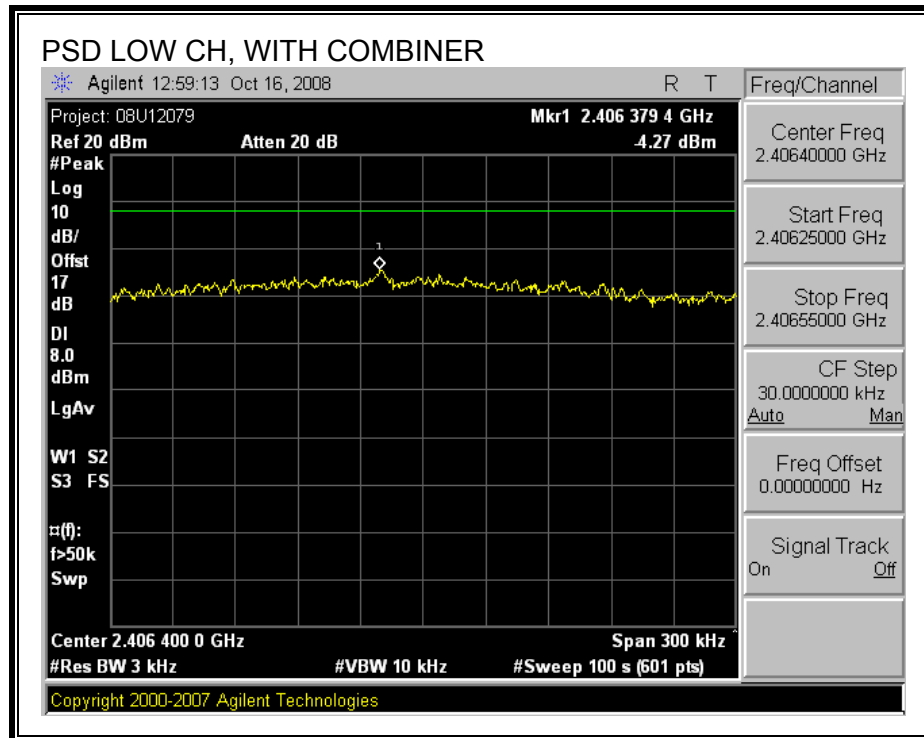 PSD LOW CH, WITH COMBINER
Agilent 12:59:13 Oct 16, 2008 R T
Freq/Channel
Project: 08U12079 Mkr1 2.406 379 4 GHz
Ref 20 dBm Atten 20 dB -4.27 dBm
#Peak
Log
10
dB/
Offst
17
dB
DI
8.0
dBm
LgAv
W1 S2
S3 FS
¤(f):
f>50k
Swp
1
Center 2.406 400 0 GHz Span 300 kHz
#Res BW 3 kHz #VBW 10 kHz #Sweep 100 s (601 pts)
Center Freq
2.40640000 GHz
Start Freq
2.40625000 GHz
Stop Freq
2.40655000 GHz
CF Step
30.0000000 kHz
Auto Man
Freq Offset
0.00000000 Hz
Signal Track
On Off
Copyright 2000-2007 Agilent Technologies